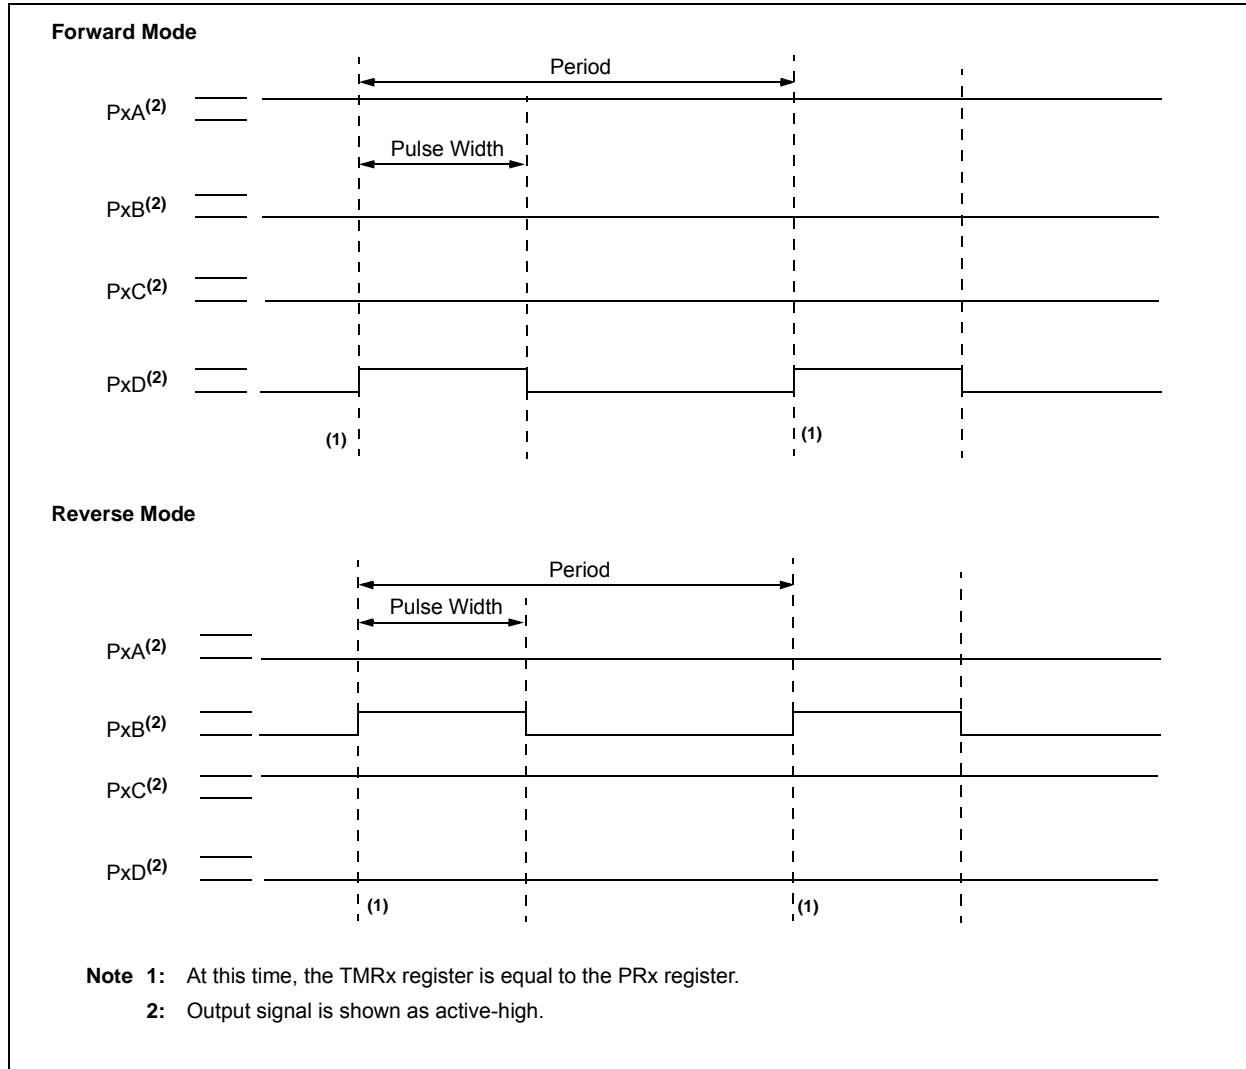 Forward Mode
Period
PxA(2)
Pulse Width
PxB(2)
PxC(2)
PxD(2)
(1)
(1)
Reverse Mode
Period
Pulse Width
PxA(2)
PxB(2)
PxC(2)
PxD(2)
(1)
(1)
Note 1: At this time, the TMRx register is equal to the PRx register.
2: Output signal is shown as active-high.